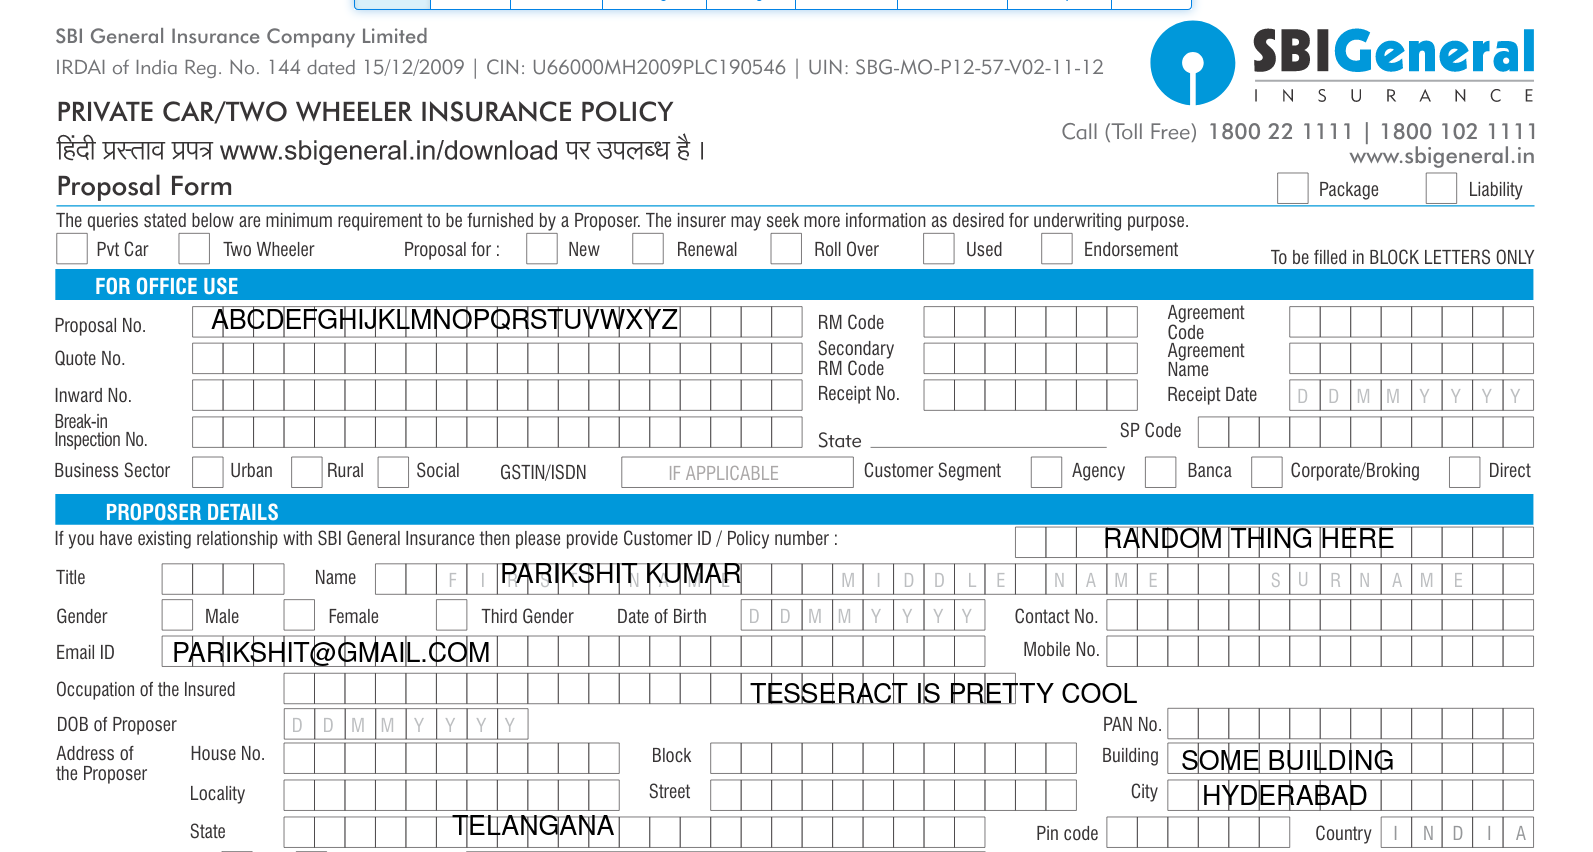 SBI General Insurance Company Limited
IRDAI of India Reg. No. 144 dated 15/12/2009 | CIN: U66000MH2009PLC190546 | UIN: SBG-MO-P12-57-V02-11-12
SBIGeneral
INSURANCE
PRIVATE CAR/TWO WHEELER INSURANCE POLICY
Call (Toll Free) 1800 22 1111 | 1800 102 1111
हिंदी प्रस्ताव प्रपत्र www.sbigeneral.in/download पर उपलब्ध है ।
www.sbigeneral.in
Proposal Form Package Liability
The queries stated below are minimum requirement to be furnished by a Proposer. The insurer may seek more information as desired for underwriting purpose.
Pvt Car Two Wheeler Proposal for : New Renewal Roll Over Used Endorsement To be filled in BLOCK LETTERS ONLY
FOR OFFICE USE
Proposal No. ABCDEFGHIJKLMNOPQRSTUVWXYZ RM Code Agreement Code
Quote No. Secondary RM Code Agreement Name
Inward No. Receipt No. Receipt Date D D M M Y Y Y Y
Break-in Inspection No. State SP Code
Business Sector Urban Rural Social GSTIN/ISDN IF APPLICABLE Customer Segment Agency Banca Corporate/Broking Direct
PROPOSER DETAILS
If you have existing relationship with SBI General Insurance then please provide Customer ID / Policy number : RANDOM THING HERE
Title Name PARIKSHIT KUMAR FIRST NAME MIDDLE NAME SURNAME
Gender Male Female Third Gender Date of Birth D D M M Y Y Y Y Contact No.
Email ID PARIKSHIT@GMAIL.COM Mobile No.
Occupation of the Insured TESSERACT IS PRETTY COOL
DOB of Proposer D D M M Y Y Y Y PAN No.
Address of the Proposer House No. Block Building SOME BUILDING
Locality Street City HYDERABAD
State TELANGANA Pin code Country INDIA